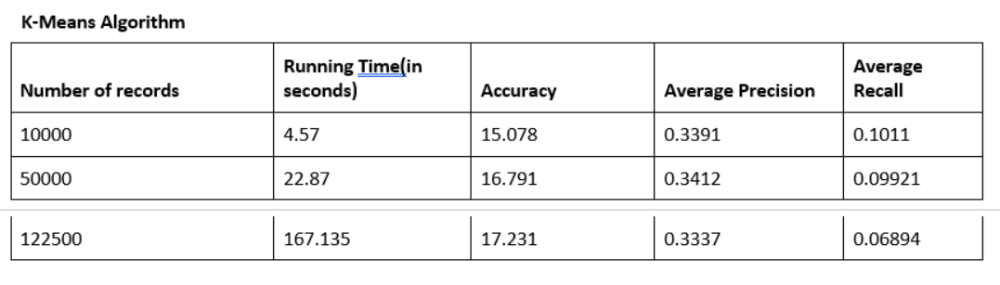 K-Means Algorithm
Number of records
Running Time(in
seconds)
Accuracy
Average Precision
Average
Recall
10000 4.57 15.078 0.3391 0.1011
50000 22.87 16.791 0.3412 0.09921
122500 167.135 17.231 0.3337 0.06894